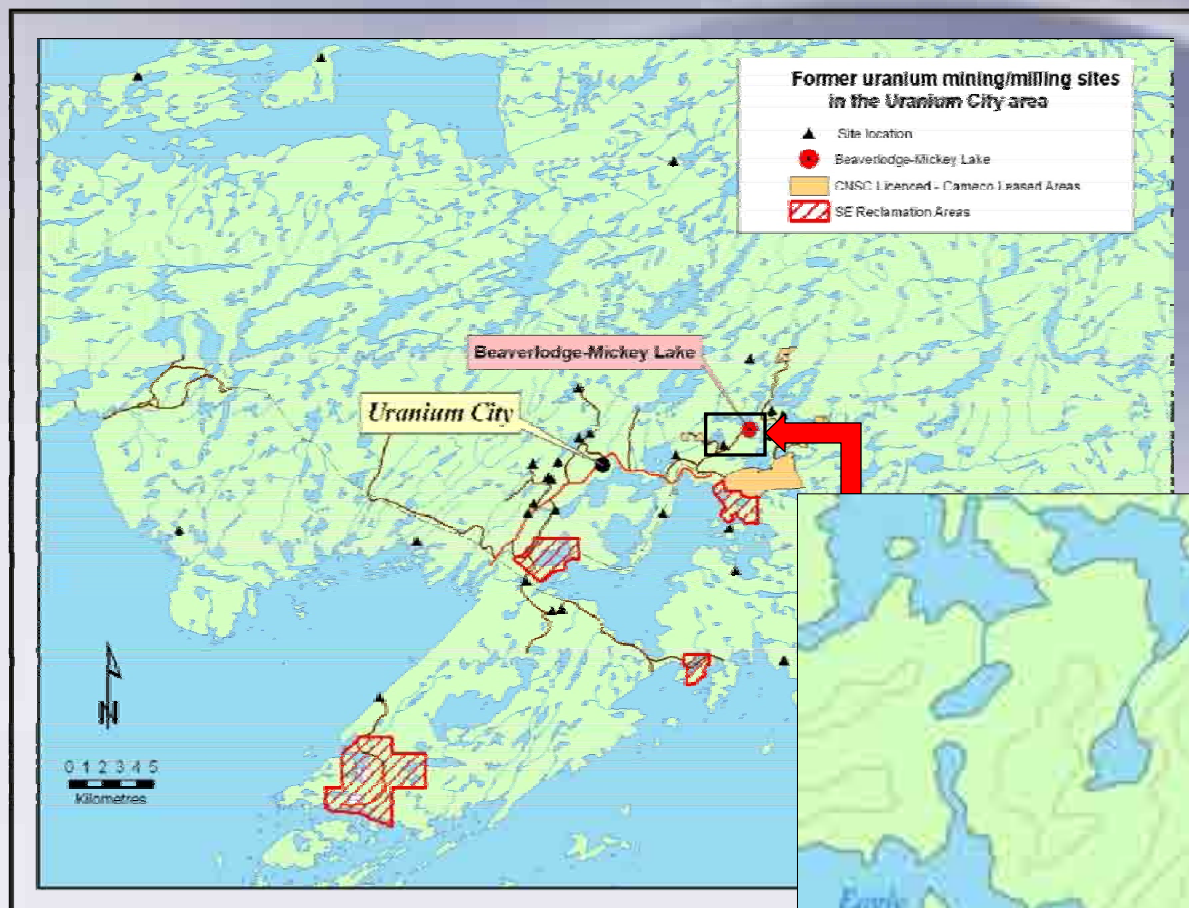 Former uranium mining/milling sites
in the Uranium City area
Site location
Beaverlodge-Mickey Lake
CNSC Licenced - Cameco Leased Areas
SE Reclamation Areas
Beaverlodge-Mickey Lake
Uranium City
N
0 1 2 3 4 5
Kilometres
Eagle